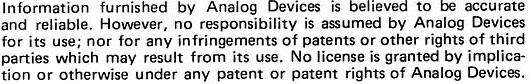 Information furnished by Analog Devices is believed to be accurate
and reliable. However, no responsibility is assumed by Analog Devices
for its use; nor for any infringements of patents or other rights of third
parties which may result from its use. No license is granted by implica-
tion or otherwise under any patent or patent rights of Analog Devices